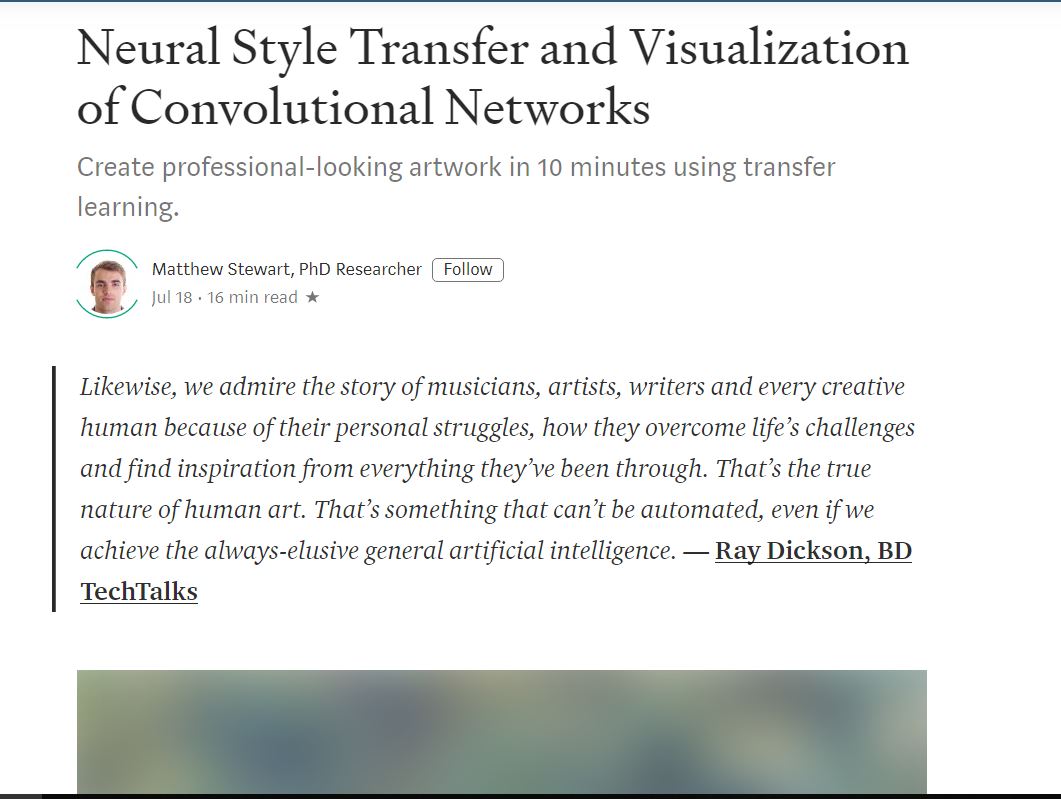 Neural Style Transfer and Visualization
of Convolutional Networks
Create professional-looking artwork in 10 minutes using transfer
learning.
Matthew Stewart, PhD Researcher Follow
Jul 18 · 16 min read ★
Likewise, we admire the story of musicians, artists, writers and every creative
human because of their personal struggles, how they overcome life’s challenges
and find inspiration from everything they’ve been through. That’s the true
nature of human art. That’s something that can’t be automated, even if we
achieve the always-elusive general artificial intelligence. — Ray Dickson, BD
TechTalks